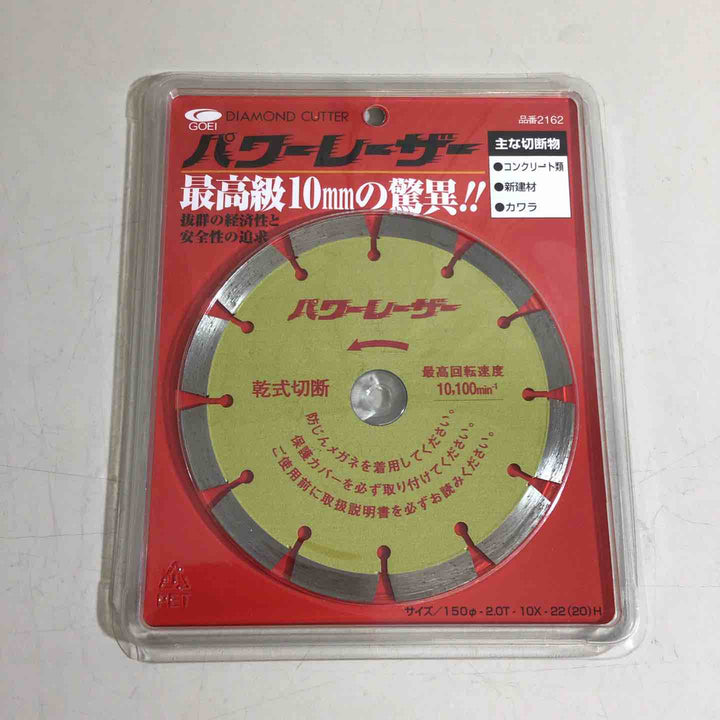 GOEI
DIAMOND CUTTER
品番2162
パワーレーザー
最高級10mmの驚異!!
抜群の経済性と
安全性の追求
主な切断物
●コンクリート類
●新建材
●カワラ
パワーレーザー
乾式切断
最高回転速度
10,100min⁻¹
防じんメガネを着用してください。
保護カバーを必ず取り付けてください。
ご使用前に取扱説明書を必ずお読みください。
PET
サイズ/150φ-2.0T-10X-22(20)H